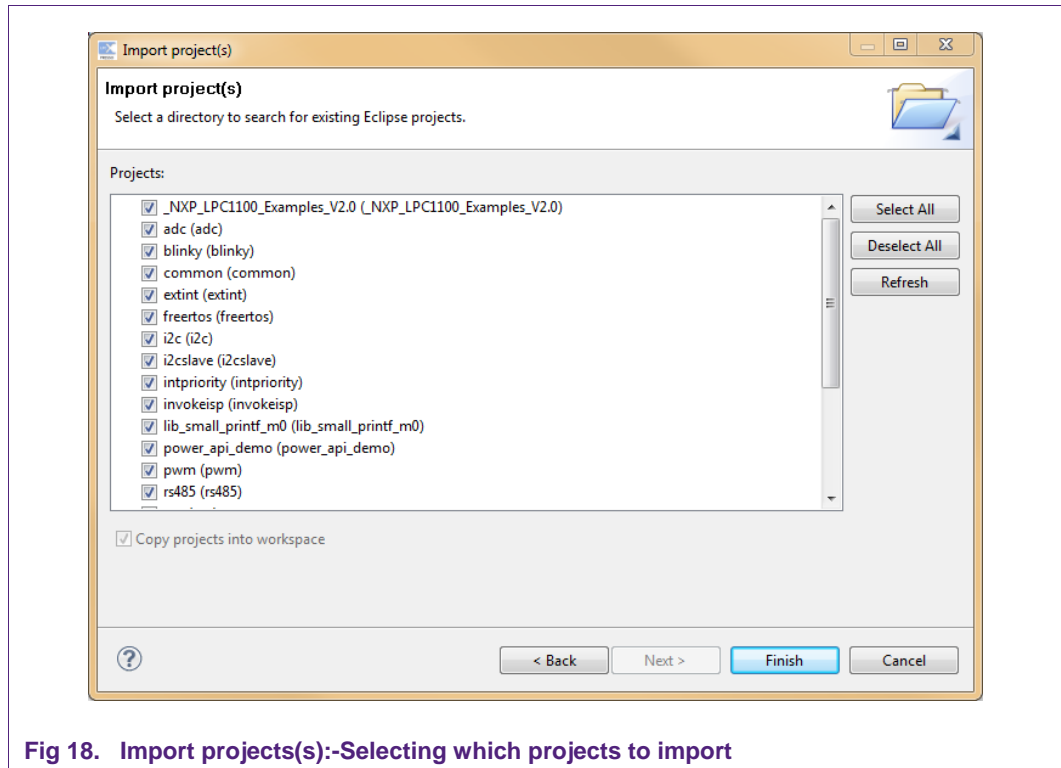 Import project(s)
Import project(s)
Select a directory to search for existing Eclipse projects.
Projects:
_NXP_LPC1100_Examples_V2.0 (_NXP_LPC1100_Examples_V2.0)
adc (adc)
blinky (blinky)
common (common)
extint (extint)
freertos (freertos)
i2c (i2c)
i2cslave (i2cslave)
intpriority (intpriority)
invokeisp (invokeisp)
lib_small_printf_m0 (lib_small_printf_m0)
power_api_demo (power_api_demo)
pwm (pwm)
rs485 (rs485)
Select All
Deselect All
Refresh
Copy projects into workspace
?
< Back
Next >
Finish
Cancel
Fig 18. Import projects(s):-Selecting which projects to import